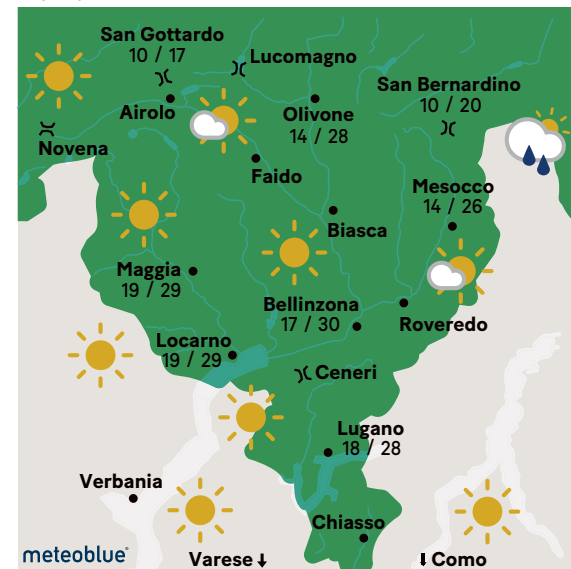 San Gottardo
10 / 17
Lucomagno
San Bernardino
10 / 20
Airolo
Olivone
14 / 28
Novena
Faido
Mesocco
14 / 26
Biasca
Maggia
19 / 29
Bellinzona
17 / 30
Roveredo
Locarno
19 / 29
Ceneri
Lugano
18 / 28
Verbania
Chiasso
meteoblue®
Varese ↓
⬇ Como